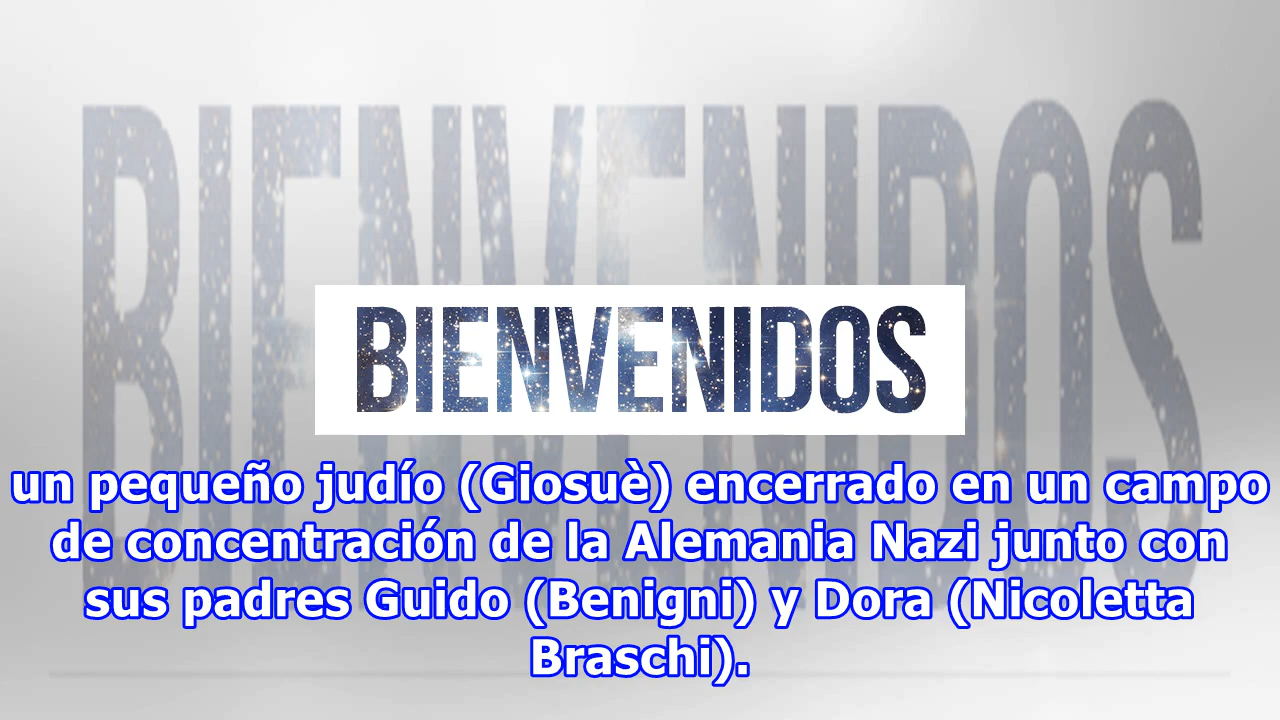 BIENVENIDOS
BIENVENIDOS
un pequeño judío (Giosuè) encerrado en un campo
de concentración de la Alemania Nazi junto con
sus padres Guido (Benigni) y Dora (Nicoletta
Braschi).